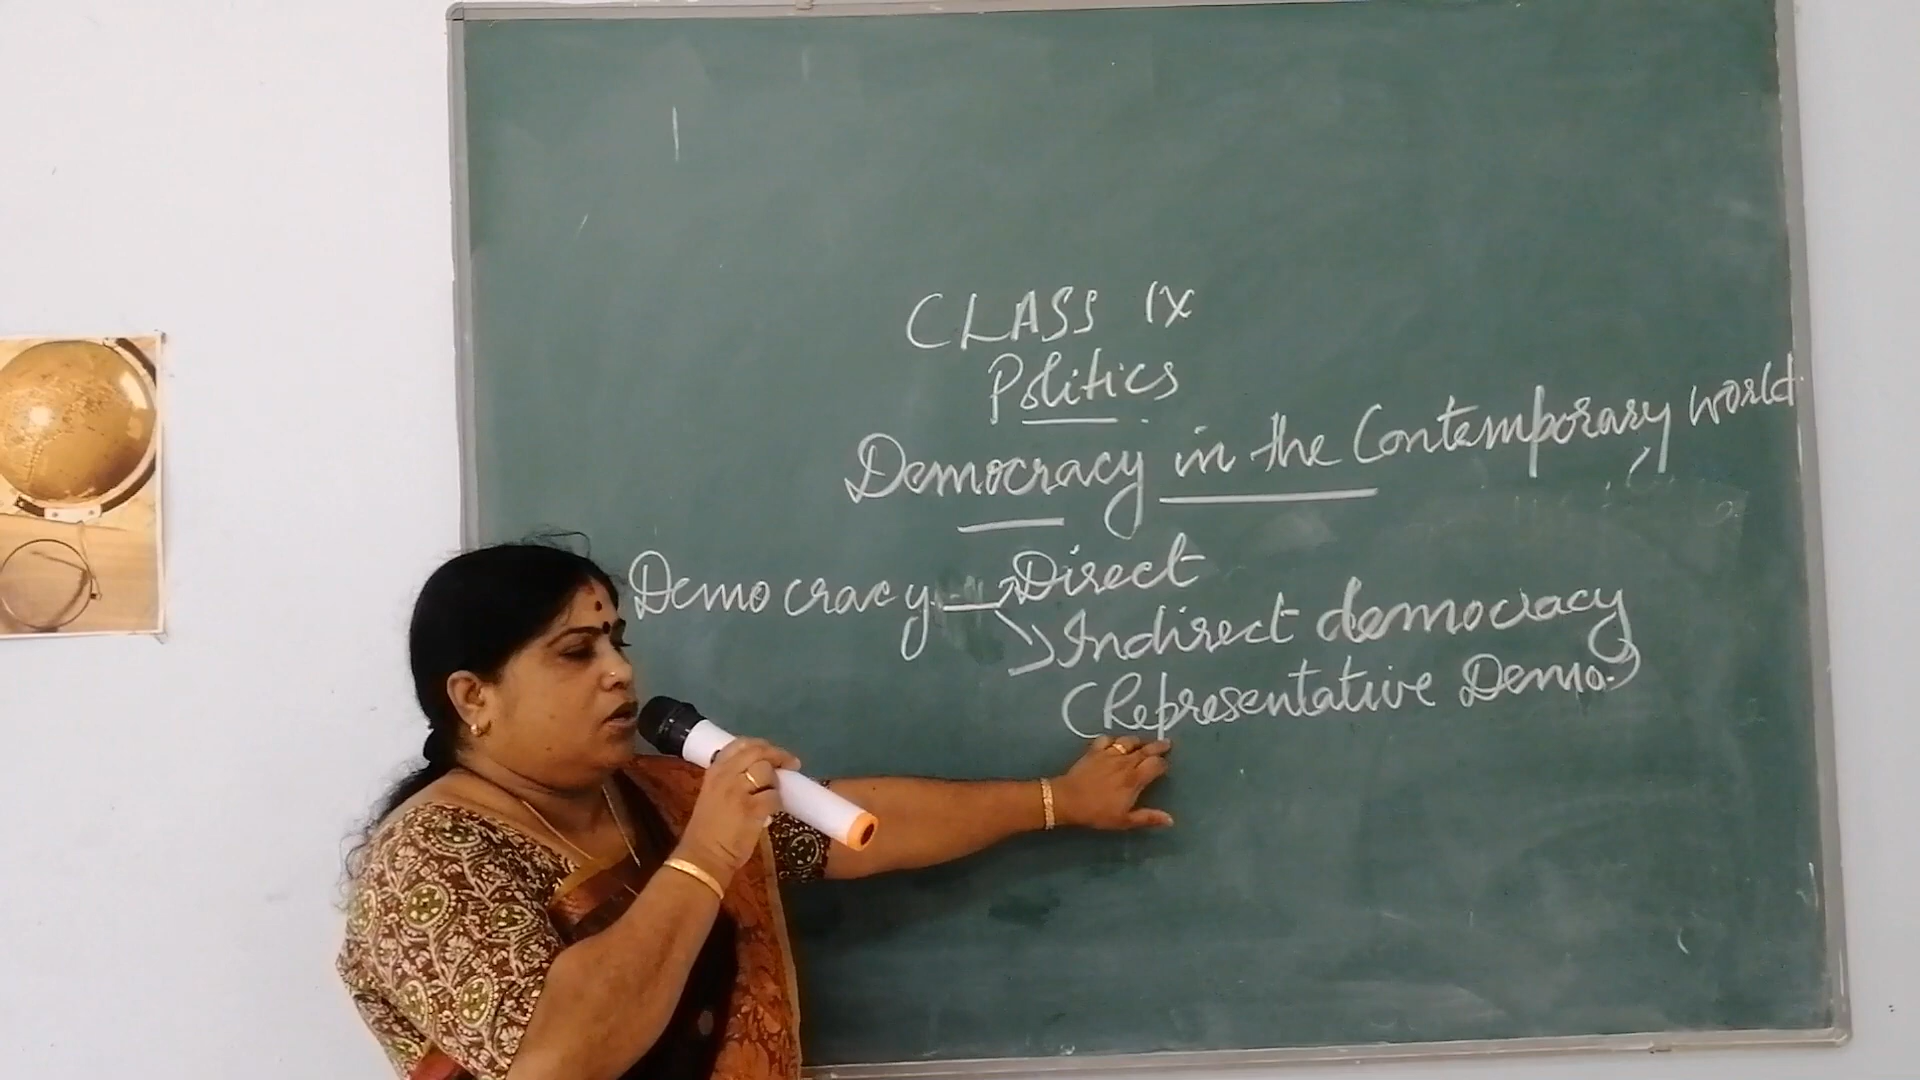 CLASS IX
Politics
Democracy in the Contemporary world
Democracy → Direct
→ Indirect democracy
(Representative Demo.)